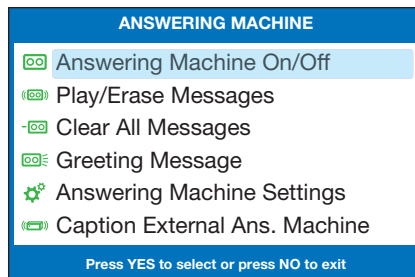 ANSWERING MACHINE
Answering Machine On/Off
Play/Erase Messages
Clear All Messages
Greeting Message
Answering Machine Settings
Caption External Ans. Machine
Press YES to select or press NO to exit